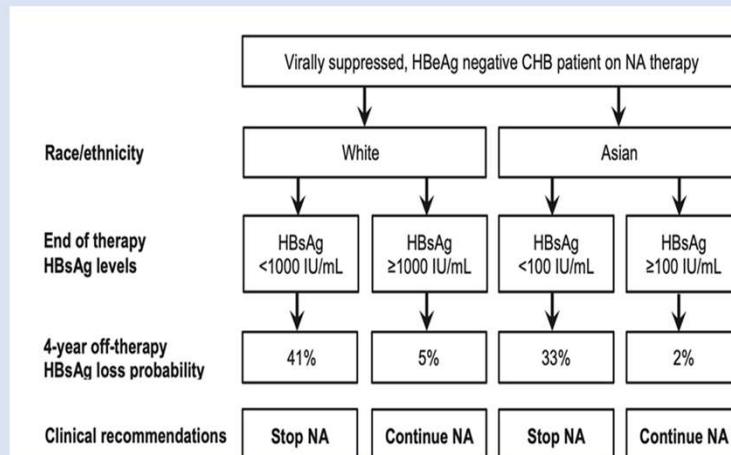 Virally suppressed, HBeAg negative CHB patient on NA therapy
Race/ethnicity
White
Asian
End of therapy
HBsAg levels
HBsAg
<1000 IU/mL
HBsAg
≥1000 IU/mL
HBsAg
<100 IU/mL
HBsAg
≥100 IU/mL
4-year off-therapy
HBsAg loss probability
41%
5%
33%
2%
Clinical recommendations
Stop NA
Continue NA
Stop NA
Continue NA